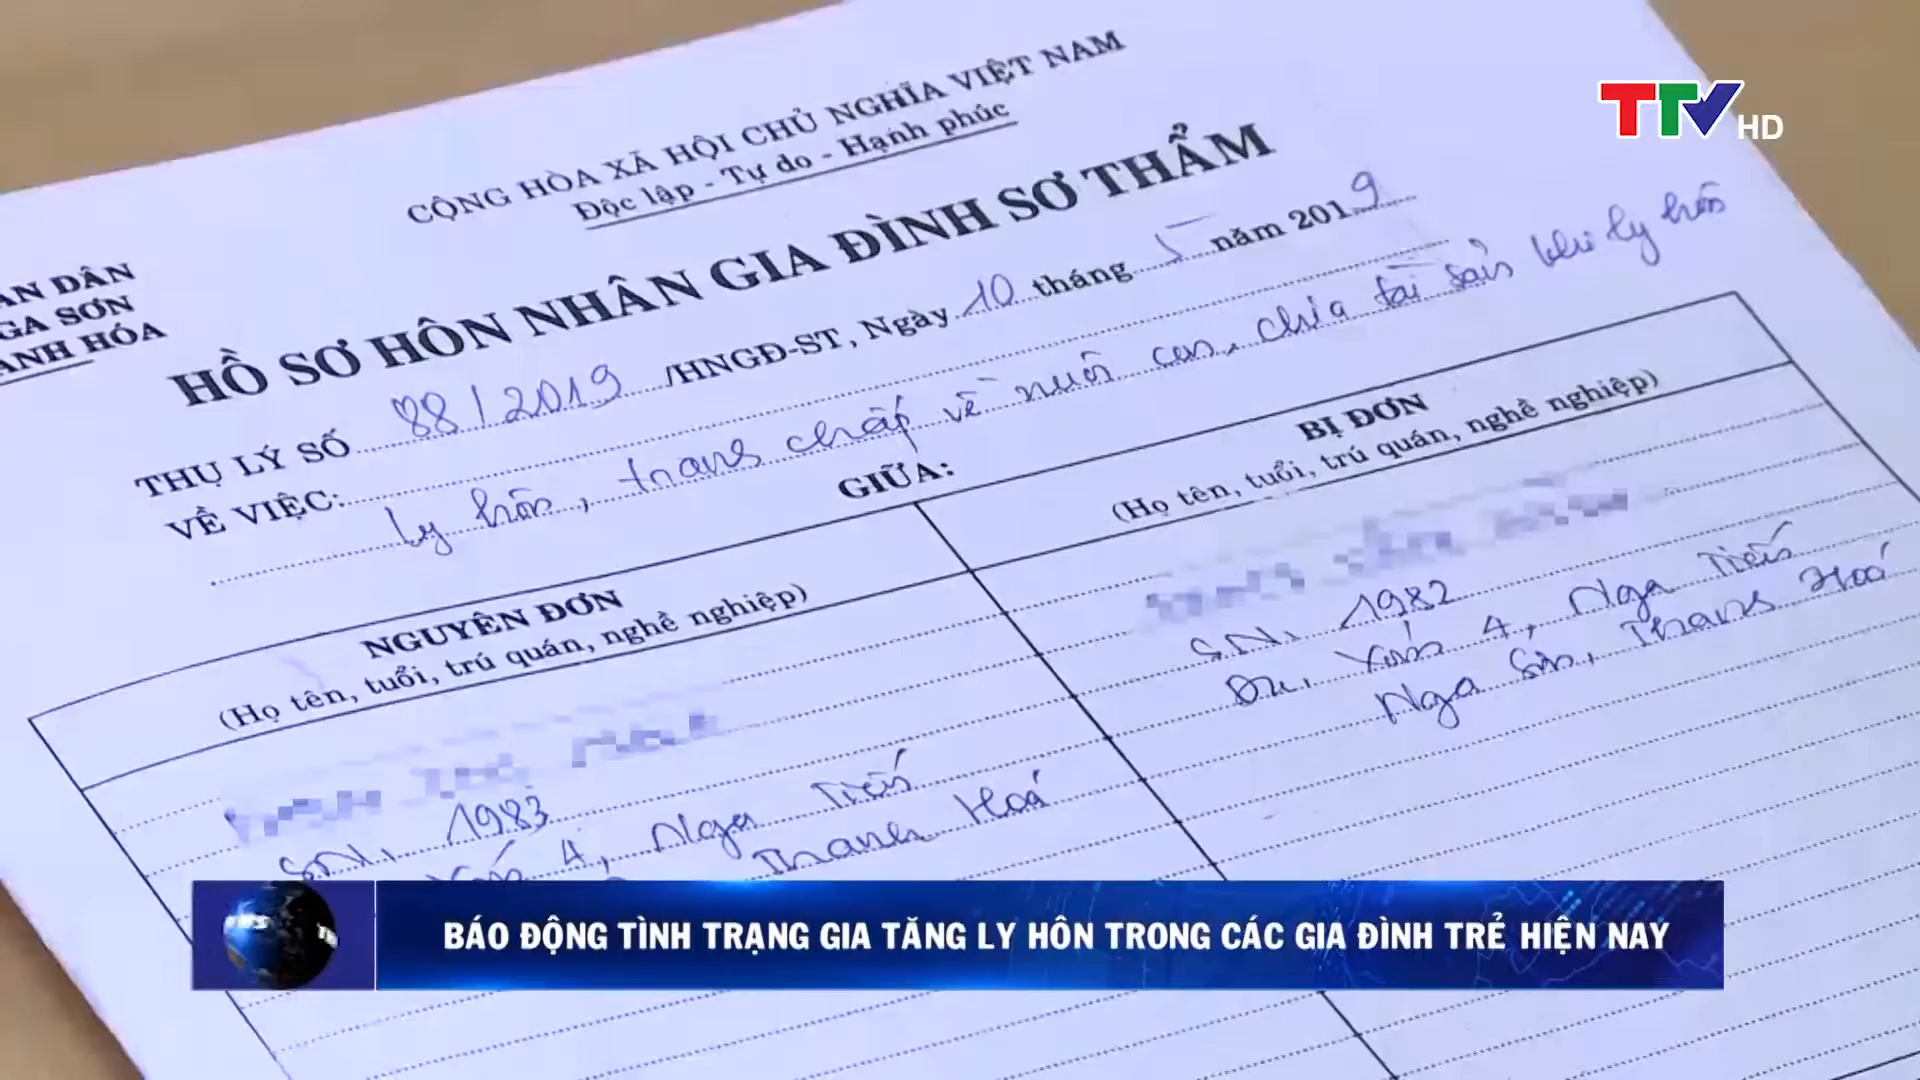 TTV HD
CỘNG HÒA XÃ HỘI CHỦ NGHĨA VIỆT NAM
Độc lập - Tự do - Hạnh phúc
AN DÂN
GA SƠN
ANH HÓA
HỒ SƠ HÔN NHÂN GIA ĐÌNH SƠ THẨM
THỤ LÝ SỐ 88/2019 /HNGĐ-ST, Ngày 10 tháng 5 năm 2019
VỀ VIỆC:
Ly hôn, tranh chấp về nuôi con, chia tài sản khi ly hôn
GIỮA:
NGUYÊN ĐƠN
(Họ tên, tuổi, trú quán, nghề nghiệp)
SN. 1983
Xóm 4, Nga Tiến
Thanh Hoá
BỊ ĐƠN
(Họ tên, tuổi, trú quán, nghề nghiệp)
SN. 1982
Xóm 4, Nga Tiến
Nga Sơn, Thanh Hoá
BÁO ĐỘNG TÌNH TRẠNG GIA TĂNG LY HÔN TRONG CÁC GIA ĐÌNH TRẺ HIỆN NAY